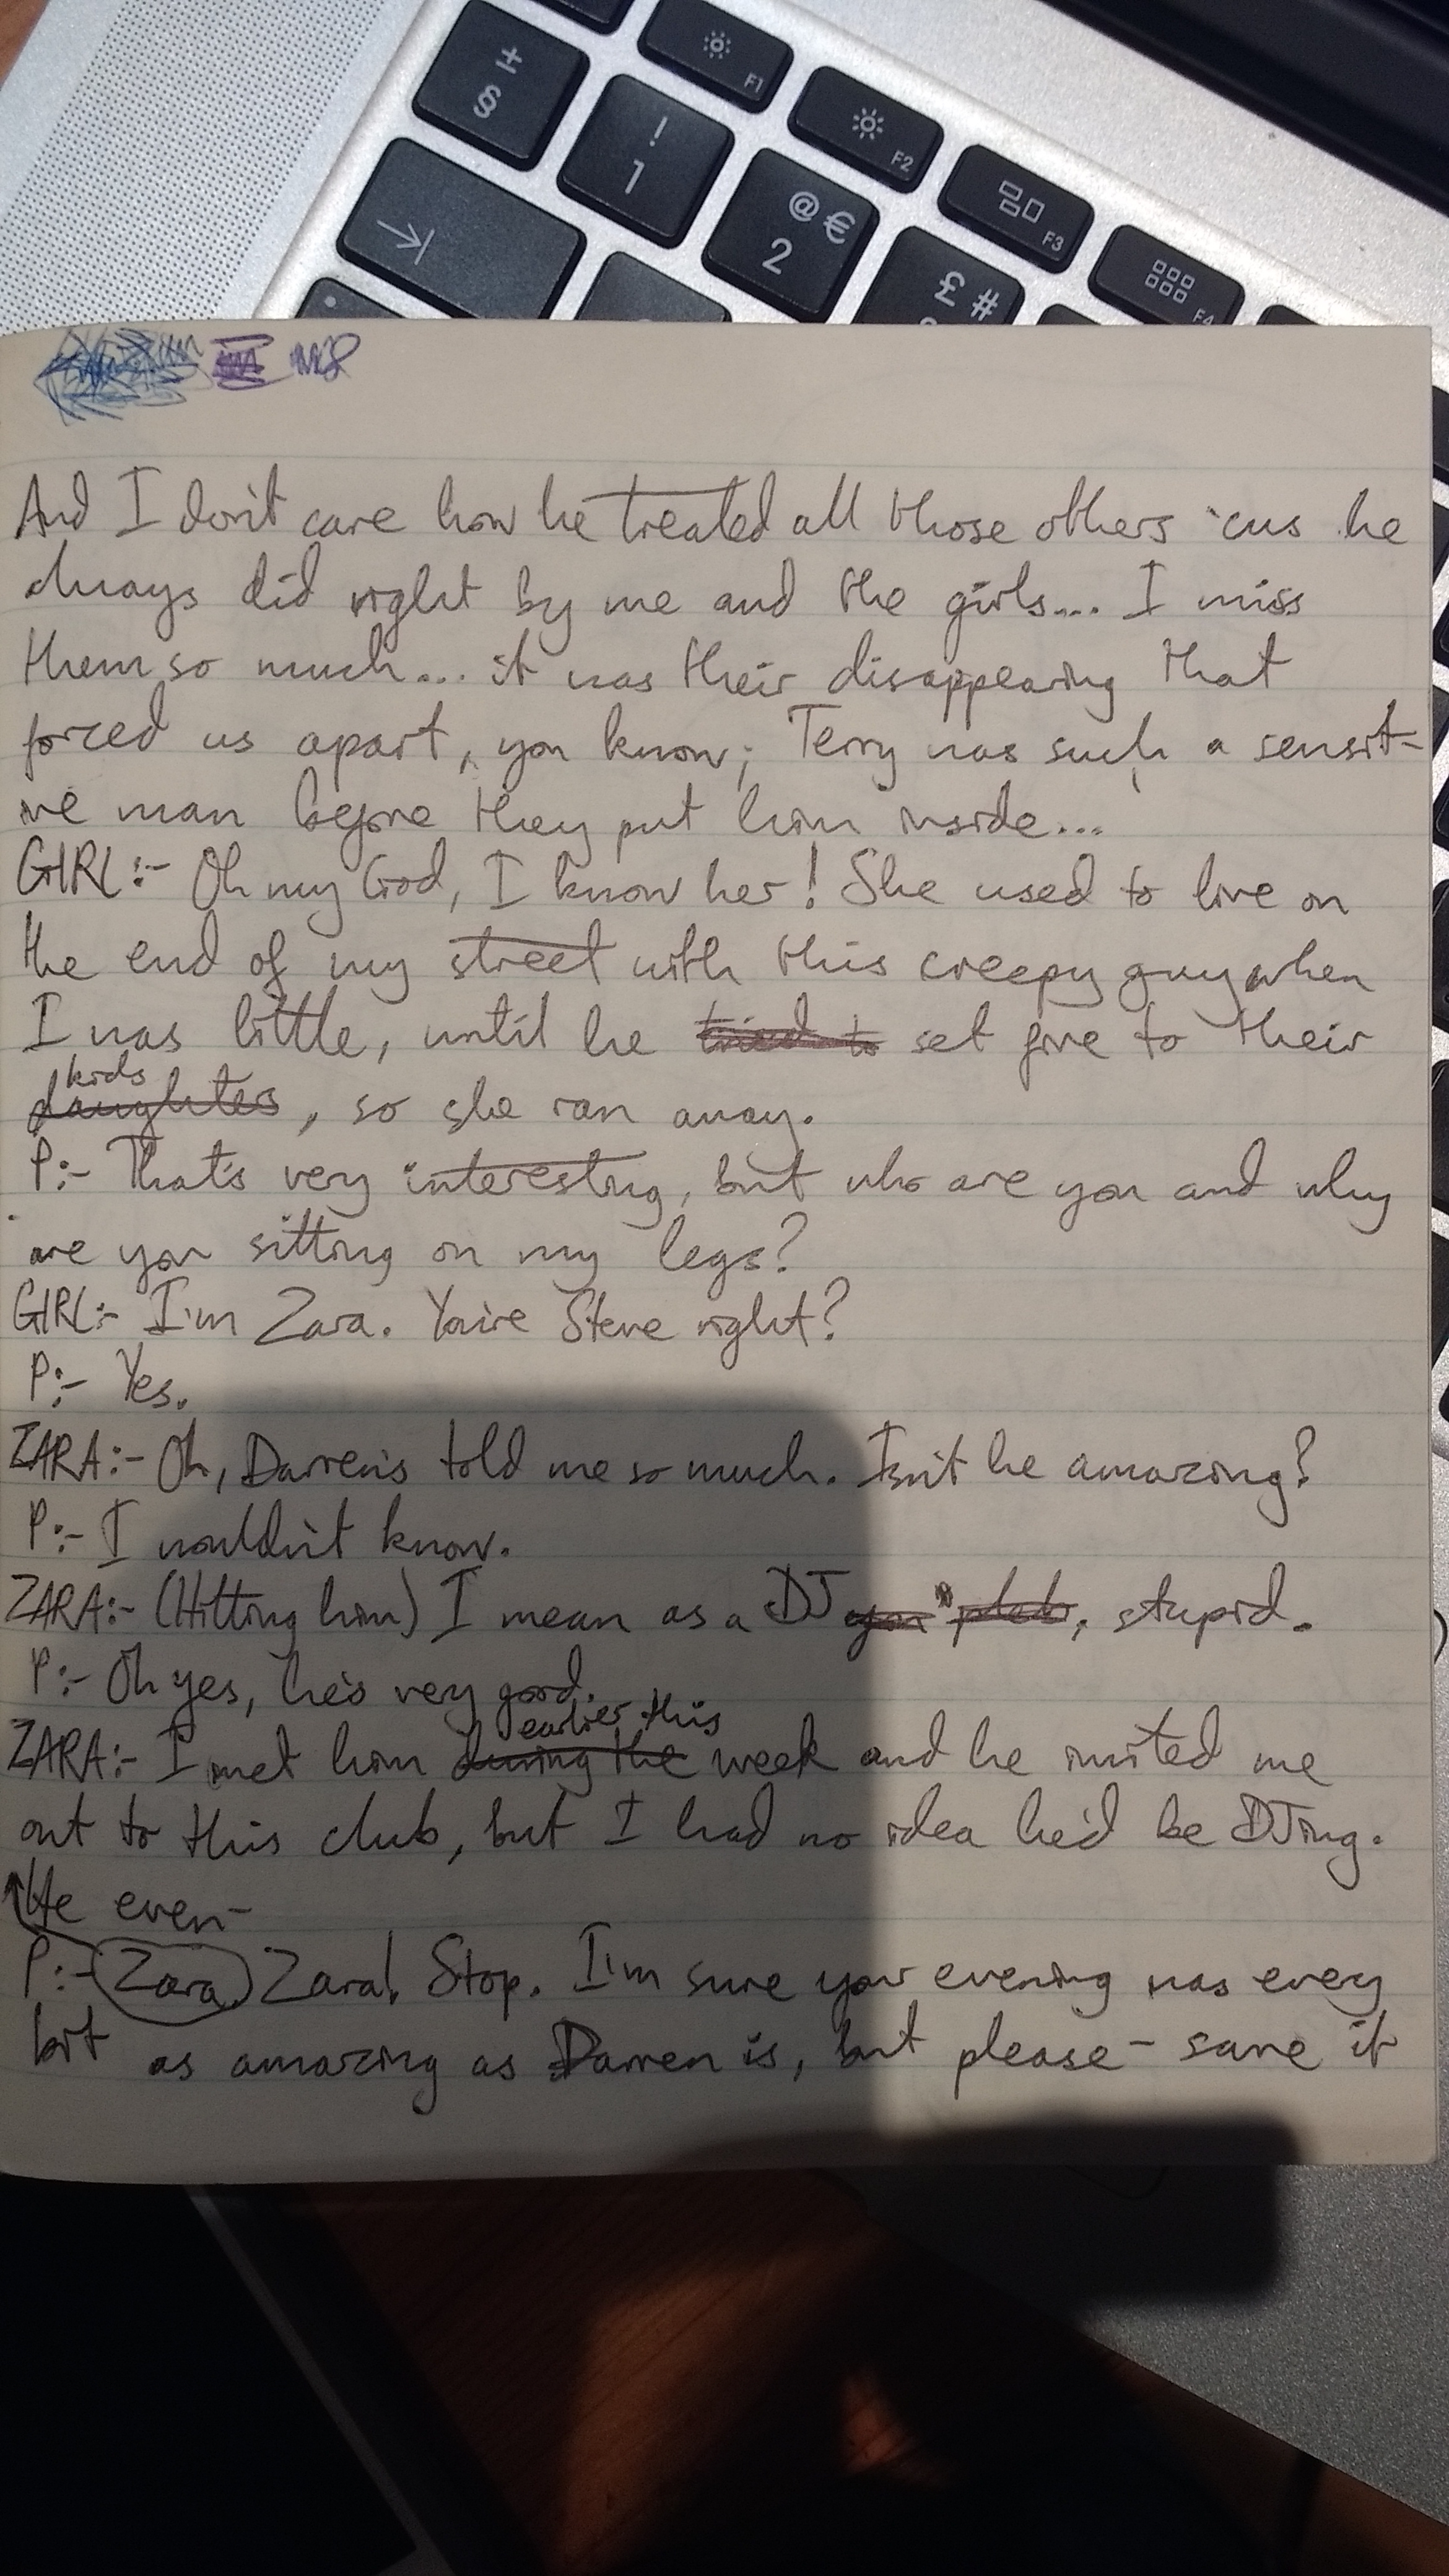 ±
§
F1
!
1
F2
@ €
2
F3
£ #
F4
And I don't care how he treated all those others 'cus he
always did right by me and the girls... I miss
them so much... it was their disappearing that
forced us apart, you know; Terry was such a sensit-
ive man before they put him inside...
GIRL:- Oh my God, I know her! She used to live on
the end of my street with this creepy guy when
I was little, until he tried to set fire to their
kids
daughters, so she ran away.
P:- That's very interesting, but who are you and why
are you sitting on my legs?
GIRL:- I'm Zara. You're Steve right?
P:- Yes.
ZARA:- Oh, Darren's told me so much. Isn't he amazing?
P:- I wouldn't know.
ZARA:- (Hitting him) I mean as a DJ you pleb, stupid.
P:- Oh yes, he's very good.
earlier this
ZARA:- I met him during the week and he invited me
out to this club, but I had no idea he'd be DJing.
He even-
P:- Zara. Zara! Stop. I'm sure your evening was every
bit as amazing as Darren is, but please - save it